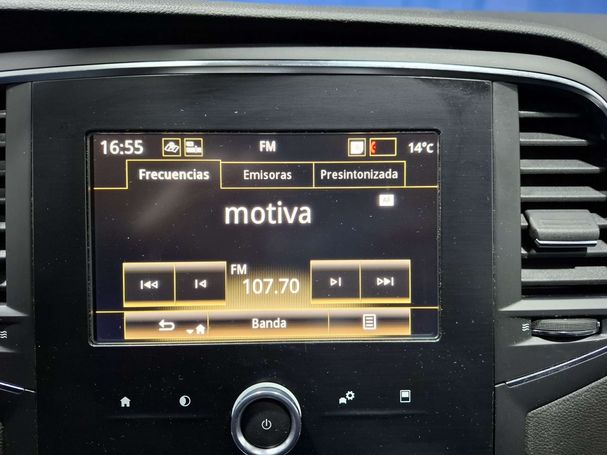 16:55 FM 14°C
Frecuencias Emisoras Presintonizada
AF
motiva
FM
107.70
Banda